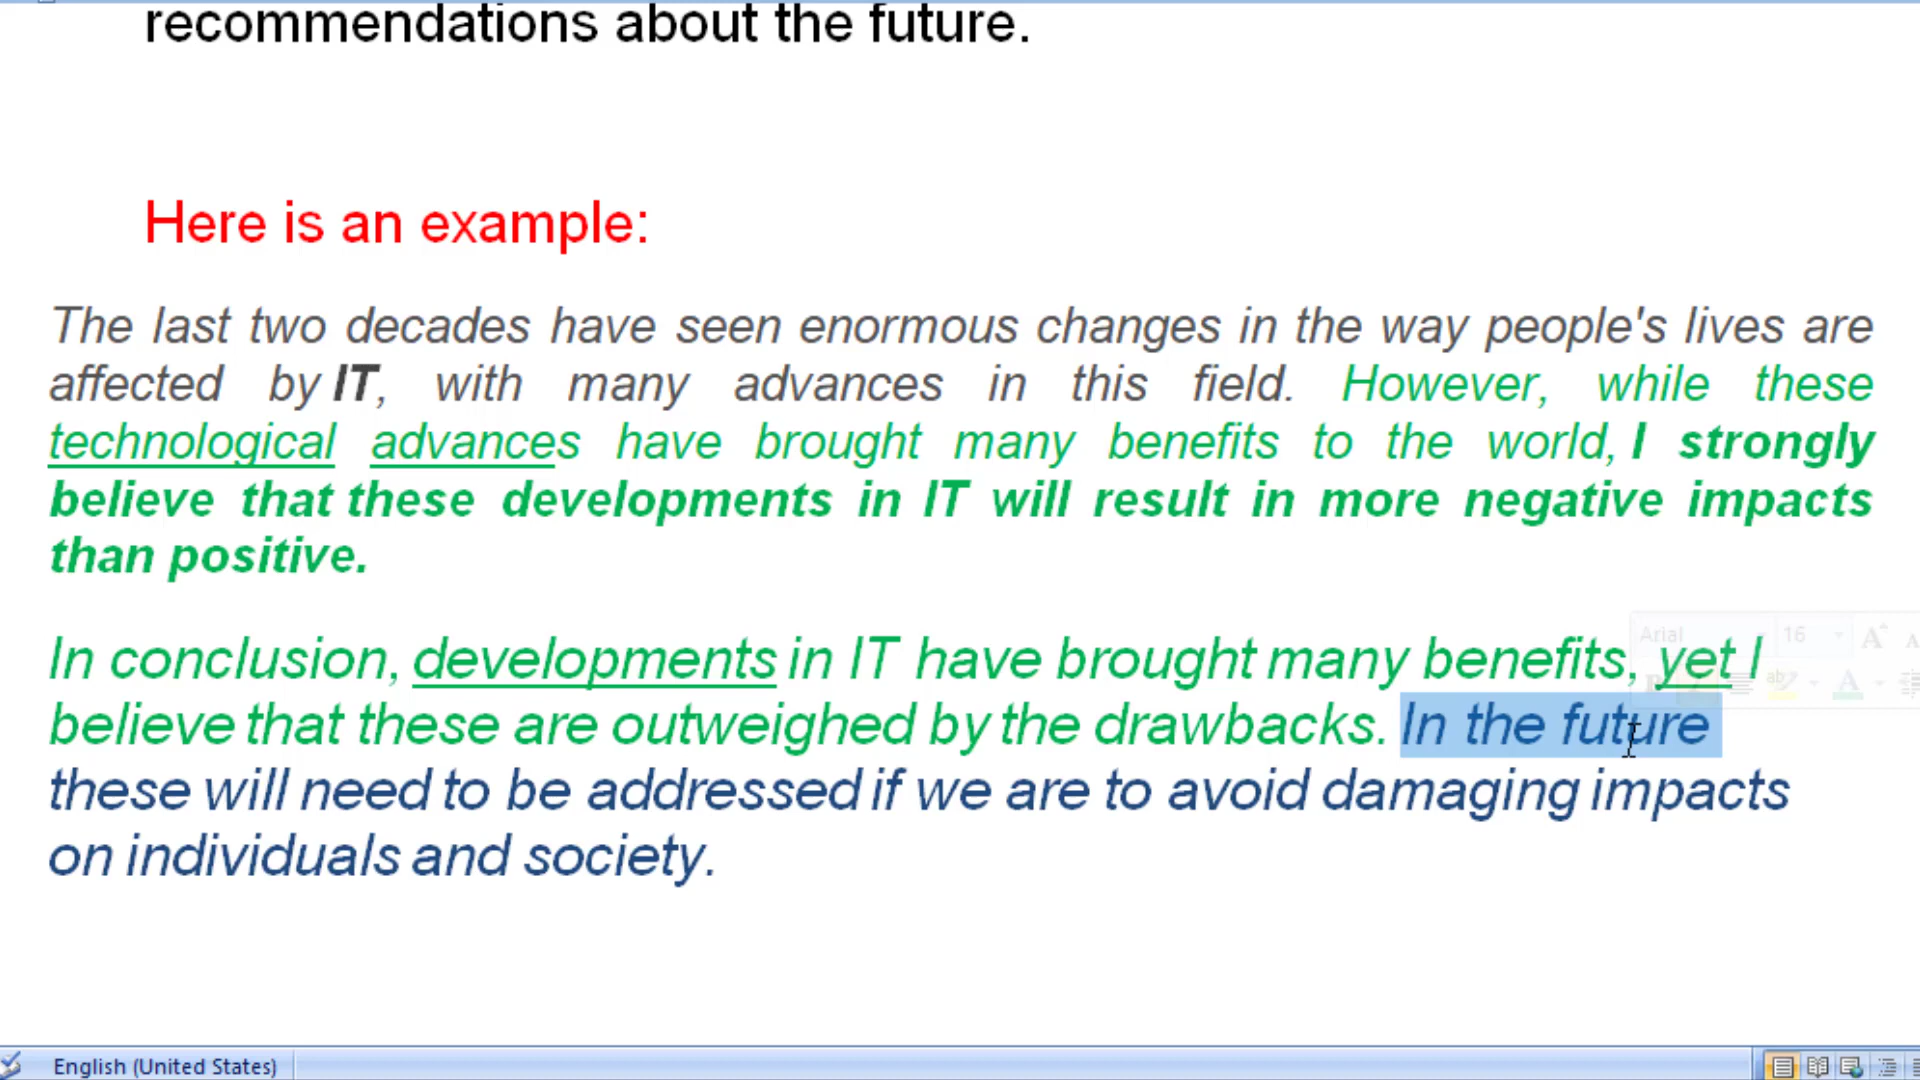 recommendations about the future.
Here is an example:
The last two decades have seen enormous changes in the way people's lives are
affected by IT, with many advances in this field. However, while these
technological advances have brought many benefits to the world, I strongly
believe that these developments in IT will result in more negative impacts
than positive.
Arial 16
In conclusion, developments in IT have brought many benefits, yet I
believe that these are outweighed by the drawbacks. In the future
these will need to be addressed if we are to avoid damaging impacts
on individuals and society.
English (United States)